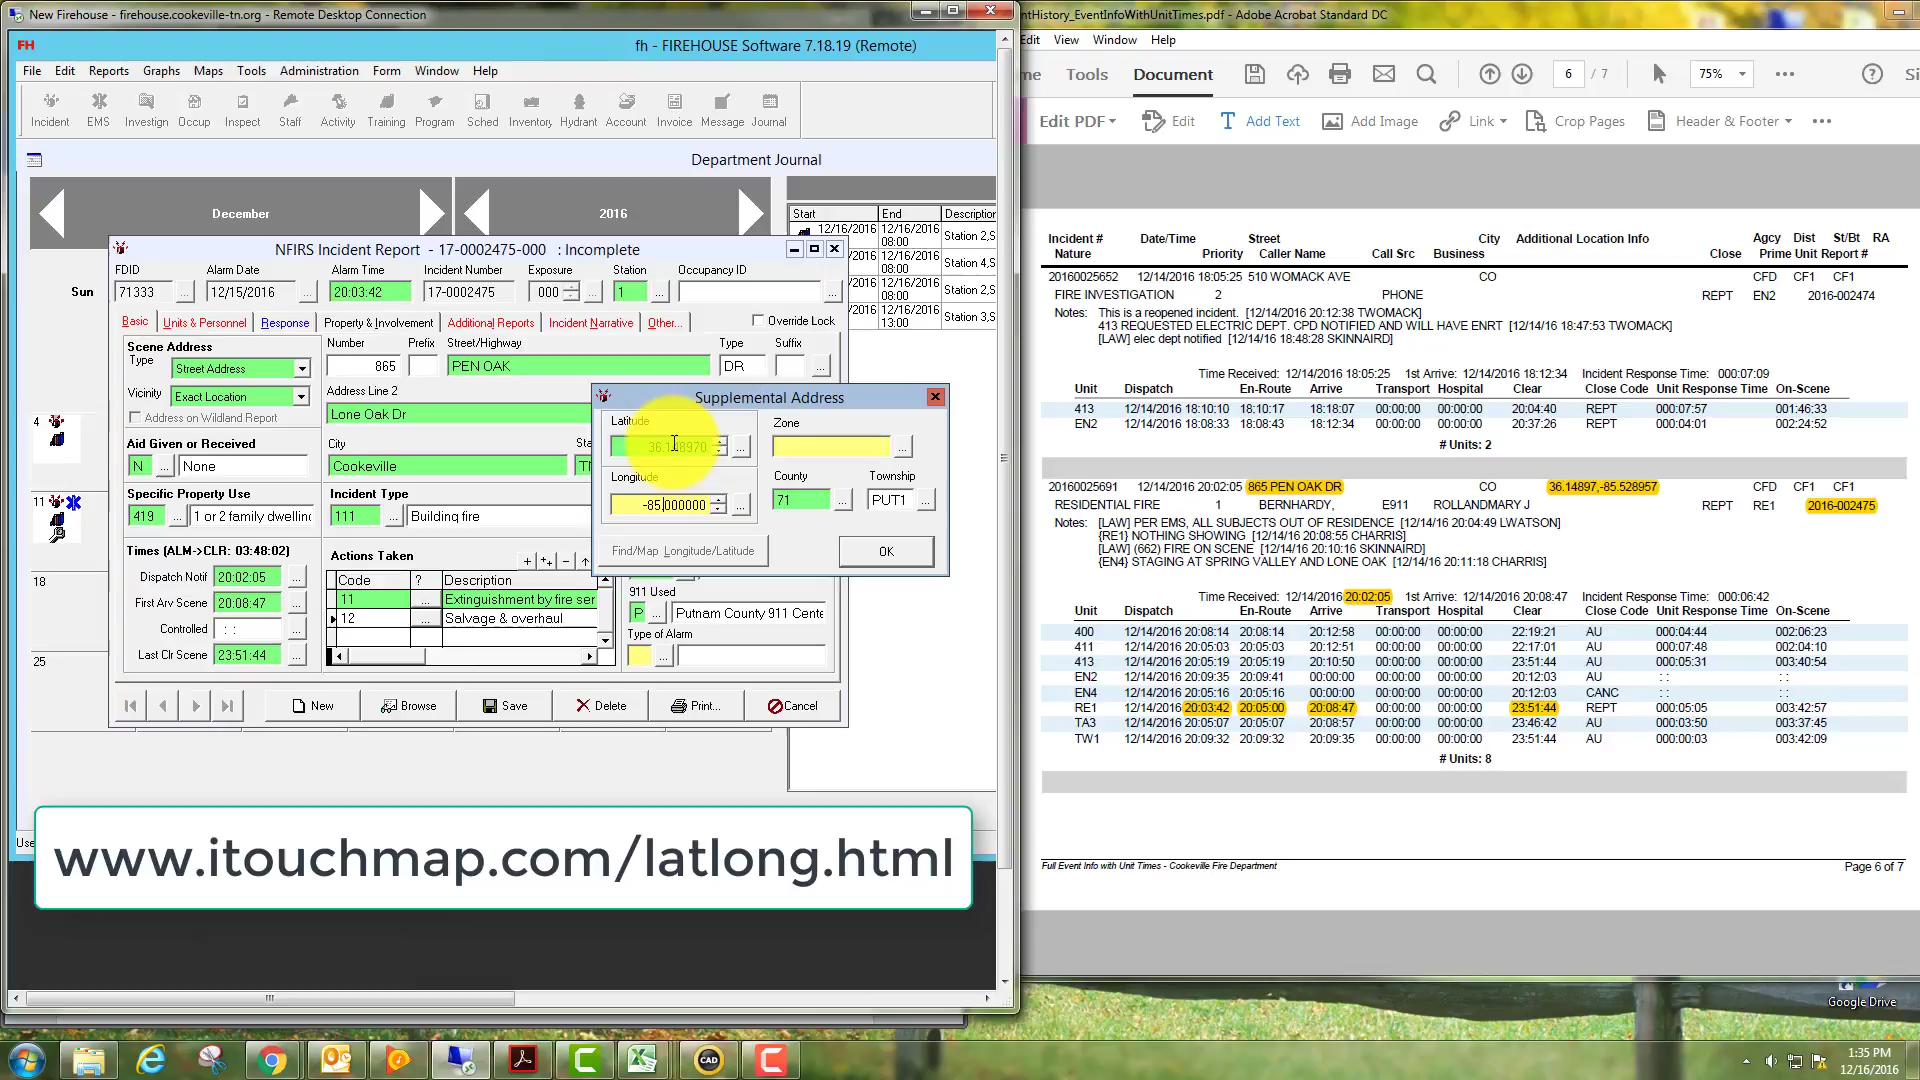 New Firehouse - firehouse.cookeville-tn.org - Remote Desktop Connection
FH
fh - FIREHOUSE Software 7.18.19 (Remote)
File Edit Reports Graphs Maps Tools Administration Form Window Help
Incident EMS Investign Occup Inspect Staff Activity Training Program Sched Inventory Hydrant Account Invoice Message Journal
Department Journal
December
2016
Start End Description
12/16/2016 12/16/2016 Station 2,S
08:00
12/16/2016 Station 4,S
08:00
12/16/2016 Station 2,S
08:00
12/16/2016 Station 3,S
13:00
Sun
4
11
18
25
NFIRS Incident Report - 17-0002475-000 : Incomplete
FDID Alarm Date Alarm Time Incident Number Exposure Station Occupancy ID
71333 ... 12/15/2016 ... 20:03:42 17-0002475 000 ... 1 ... ...
Basic Units & Personnel Response Property & Involvement Additional Reports Incident Narrative Other... Override Lock
Scene Address
Type Street Address
Vicinity Exact Location
Address on Wildland Report
Number Prefix Street/Highway Type Suffix
865 PEN OAK DR ...
Address Line 2
Lone Oak Dr
City
Cookeville
Aid Given or Received
N ... None
Specific Property Use
419 ... 1 or 2 family dwelling
Incident Type
111 ... Building fire
Times (ALM->CLR: 03:48:02)
Dispatch Notif 20:02:05 ...
First Arv Scene 20:08:47 ...
Controlled : : ...
Last Clr Scene 23:51:44 ...
Actions Taken
Code ? Description
11 ... Extinguishment by fire ser
12 ... Salvage & overhaul
911 Used
P ... Putnam County 911 Cente
Type of Alarm
...
New Browse Save Delete Print... Cancel
Supplemental Address
Latitude Zone
36.148970 ... ...
Longitude County Township
-85.000000 ... 71 ... PUT1 ...
Find/Map Longitude/Latitude
OK
www.itouchmap.com/latlong.html
ntHistory_EventInfoWithUnitTimes.pdf - Adobe Acrobat Standard DC
Edit View Window Help
me Tools Document 6 / 7 75% ... Si
Edit PDF Edit Add Text Add Image Link Crop Pages Header & Footer ...
Incident # Date/Time Street City Additional Location Info Agcy Dist St/Bt RA
Nature Priority Caller Name Call Src Business Close Prime Unit Report #
20160025652 12/14/2016 18:05:25 510 WOMACK AVE CO CFD CF1 CF1
FIRE INVESTIGATION 2 PHONE REPT EN2 2016-002474
Notes: This is a reopened incident. [12/14/16 20:12:38 TWOMACK]
413 REQUESTED ELECTRIC DEPT. CPD NOTIFIED AND WILL HAVE ENRT [12/14/16 18:47:53 TWOMACK]
[LAW] elec dept notified [12/14/16 18:48:28 SKINNAIRD]
Time Received: 12/14/2016 18:05:25 1st Arrive: 12/14/2016 18:12:34 Incident Response Time: 000:07:09
Unit Dispatch En-Route Arrive Transport Hospital Clear Close Code Unit Response Time On-Scene
413 12/14/2016 18:10:10 18:10:17 18:18:07 00:00:00 00:00:00 20:04:40 REPT 000:07:57 001:46:33
EN2 12/14/2016 18:08:33 18:08:43 18:12:34 00:00:00 00:00:00 20:37:26 REPT 000:04:01 002:24:52
# Units: 2
20160025691 12/14/2016 20:02:05 865 PEN OAK DR CO 36.14897,-85.528957 CFD CF1 CF1
RESIDENTIAL FIRE 1 BERNHARDY, E911 ROLLANDMARY J REPT RE1 2016-002475
Notes: [LAW] PER EMS, ALL SUBJECTS OUT OF RESIDENCE [12/14/16 20:04:49 LWATSON]
{RE1} NOTHING SHOWING [12/14/16 20:08:55 CHARRIS]
[LAW] (662) FIRE ON SCENE [12/14/16 20:10:16 SKINNAIRD]
{EN4} STAGING AT SPRING VALLEY AND LONE OAK [12/14/16 20:11:18 CHARRIS]
Time Received: 12/14/2016 20:02:05 1st Arrive: 12/14/2016 20:08:47 Incident Response Time: 000:06:42
Unit Dispatch En-Route Arrive Transport Hospital Clear Close Code Unit Response Time On-Scene
400 12/14/2016 20:08:14 20:08:14 20:12:58 00:00:00 00:00:00 22:19:21 AU 000:04:44 002:06:23
411 12/14/2016 20:05:03 20:05:03 20:12:51 00:00:00 00:00:00 22:17:01 AU 000:07:48 002:04:10
413 12/14/2016 20:05:19 20:05:19 20:10:50 00:00:00 00:00:00 23:51:44 AU 000:05:31 003:40:54
EN2 12/14/2016 20:09:35 20:09:41 00:00:00 00:00:00 00:00:00 20:12:03 AU : : : :
EN4 12/14/2016 20:05:16 20:05:16 00:00:00 00:00:00 00:00:00 20:12:03 CANC : : : :
RE1 12/14/2016 20:03:42 20:05:00 20:08:47 00:00:00 00:00:00 23:51:44 REPT 000:05:05 003:42:57
TA3 12/14/2016 20:05:07 20:05:07 20:08:57 00:00:00 00:00:00 23:46:42 AU 000:03:50 003:37:45
TW1 12/14/2016 20:09:32 20:09:32 20:09:35 00:00:00 00:00:00 23:51:44 AU 000:00:03 003:42:09
# Units: 8
Full Event Info with Unit Times - Cookeville Fire Department
Page 6 of 7
Google Drive
CAD
1:35 PM
12/16/2016